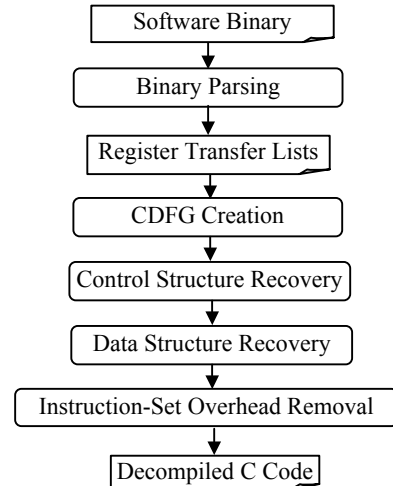 Software Binary
Binary Parsing
Register Transfer Lists
CDFG Creation
Control Structure Recovery
Data Structure Recovery
Instruction-Set Overhead Removal
Decompiled C Code